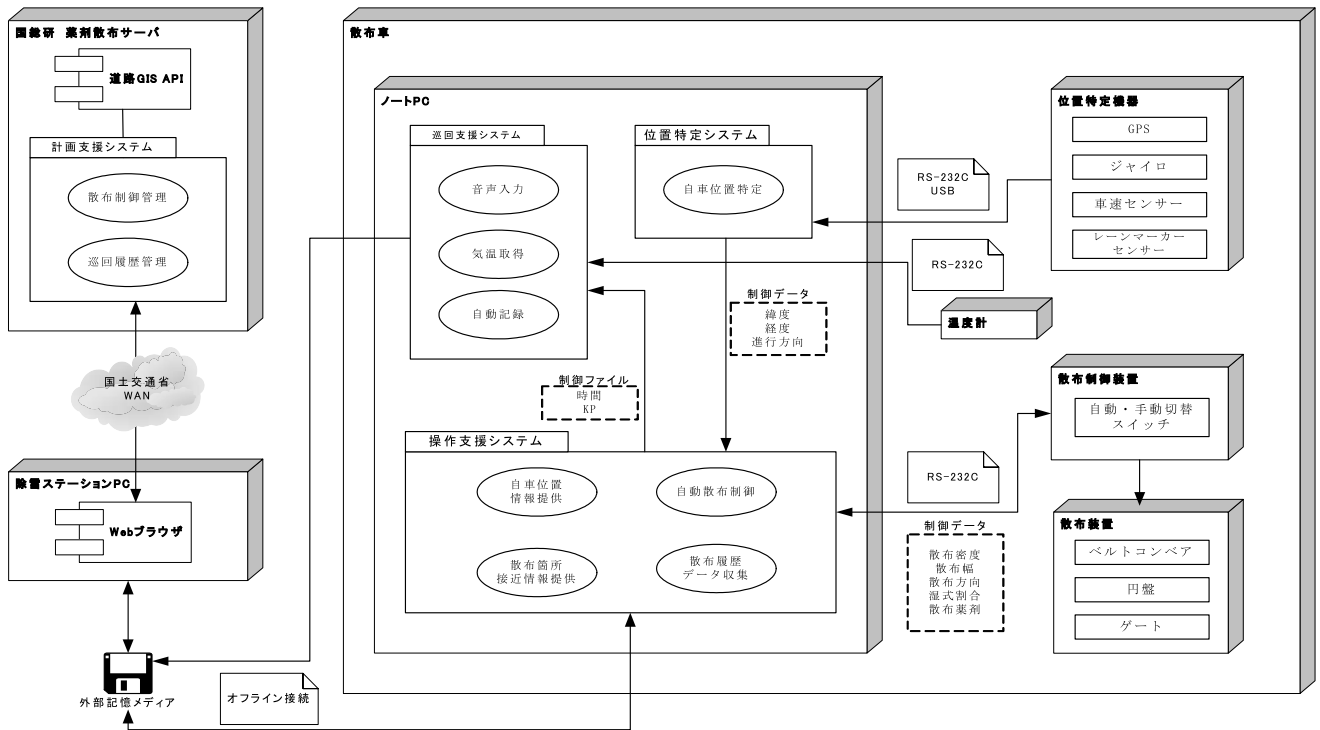 国総研 薬剤散布サーバ
道路GIS API
計画支援システム
散布制御管理
巡回履歴管理
国土交通省
WAN
除雪ステーションPC
Webブラウザ
外部記憶メディア
オフライン接続
散布車
ノートPC
巡回支援システム
音声入力
気温取得
自動記録
位置特定システム
自車位置特定
制御データ
緯度
経度
進行方向
制御ファイル
時間
KP
操作支援システム
自車位置
情報提供
自動散布制御
散布箇所
接近情報提供
散布履歴
データ収集
RS-232C
USB
RS-232C
RS-232C
制御データ
散布密度
散布幅
散布方向
湿式割合
散布薬剤
位置特定機器
GPS
ジャイロ
車速センサー
レーンマーカー
センサー
温度計
散布制御装置
自動・手動切替
スイッチ
散布装置
ベルトコンベア
円盤
ゲート